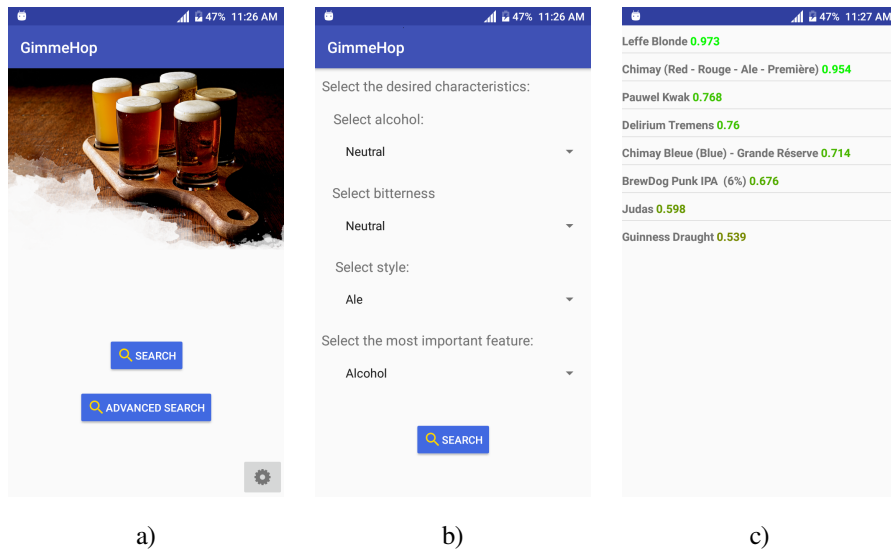 47% 11:26 AM
GimmeHop
SEARCH
ADVANCED SEARCH
a)
47% 11:26 AM
GimmeHop
Select the desired characteristics:
Select alcohol:
Neutral
Select bitterness
Neutral
Select style:
Ale
Select the most important feature:
Alcohol
SEARCH
b)
47% 11:27 AM
Leffe Blonde 0.973
Chimay (Red - Rouge - Ale - Première) 0.954
Pauwel Kwak 0.768
Delirium Tremens 0.76
Chimay Bleue (Blue) - Grande Réserve 0.714
BrewDog Punk IPA (6%) 0.676
Judas 0.598
Guinness Draught 0.539
c)